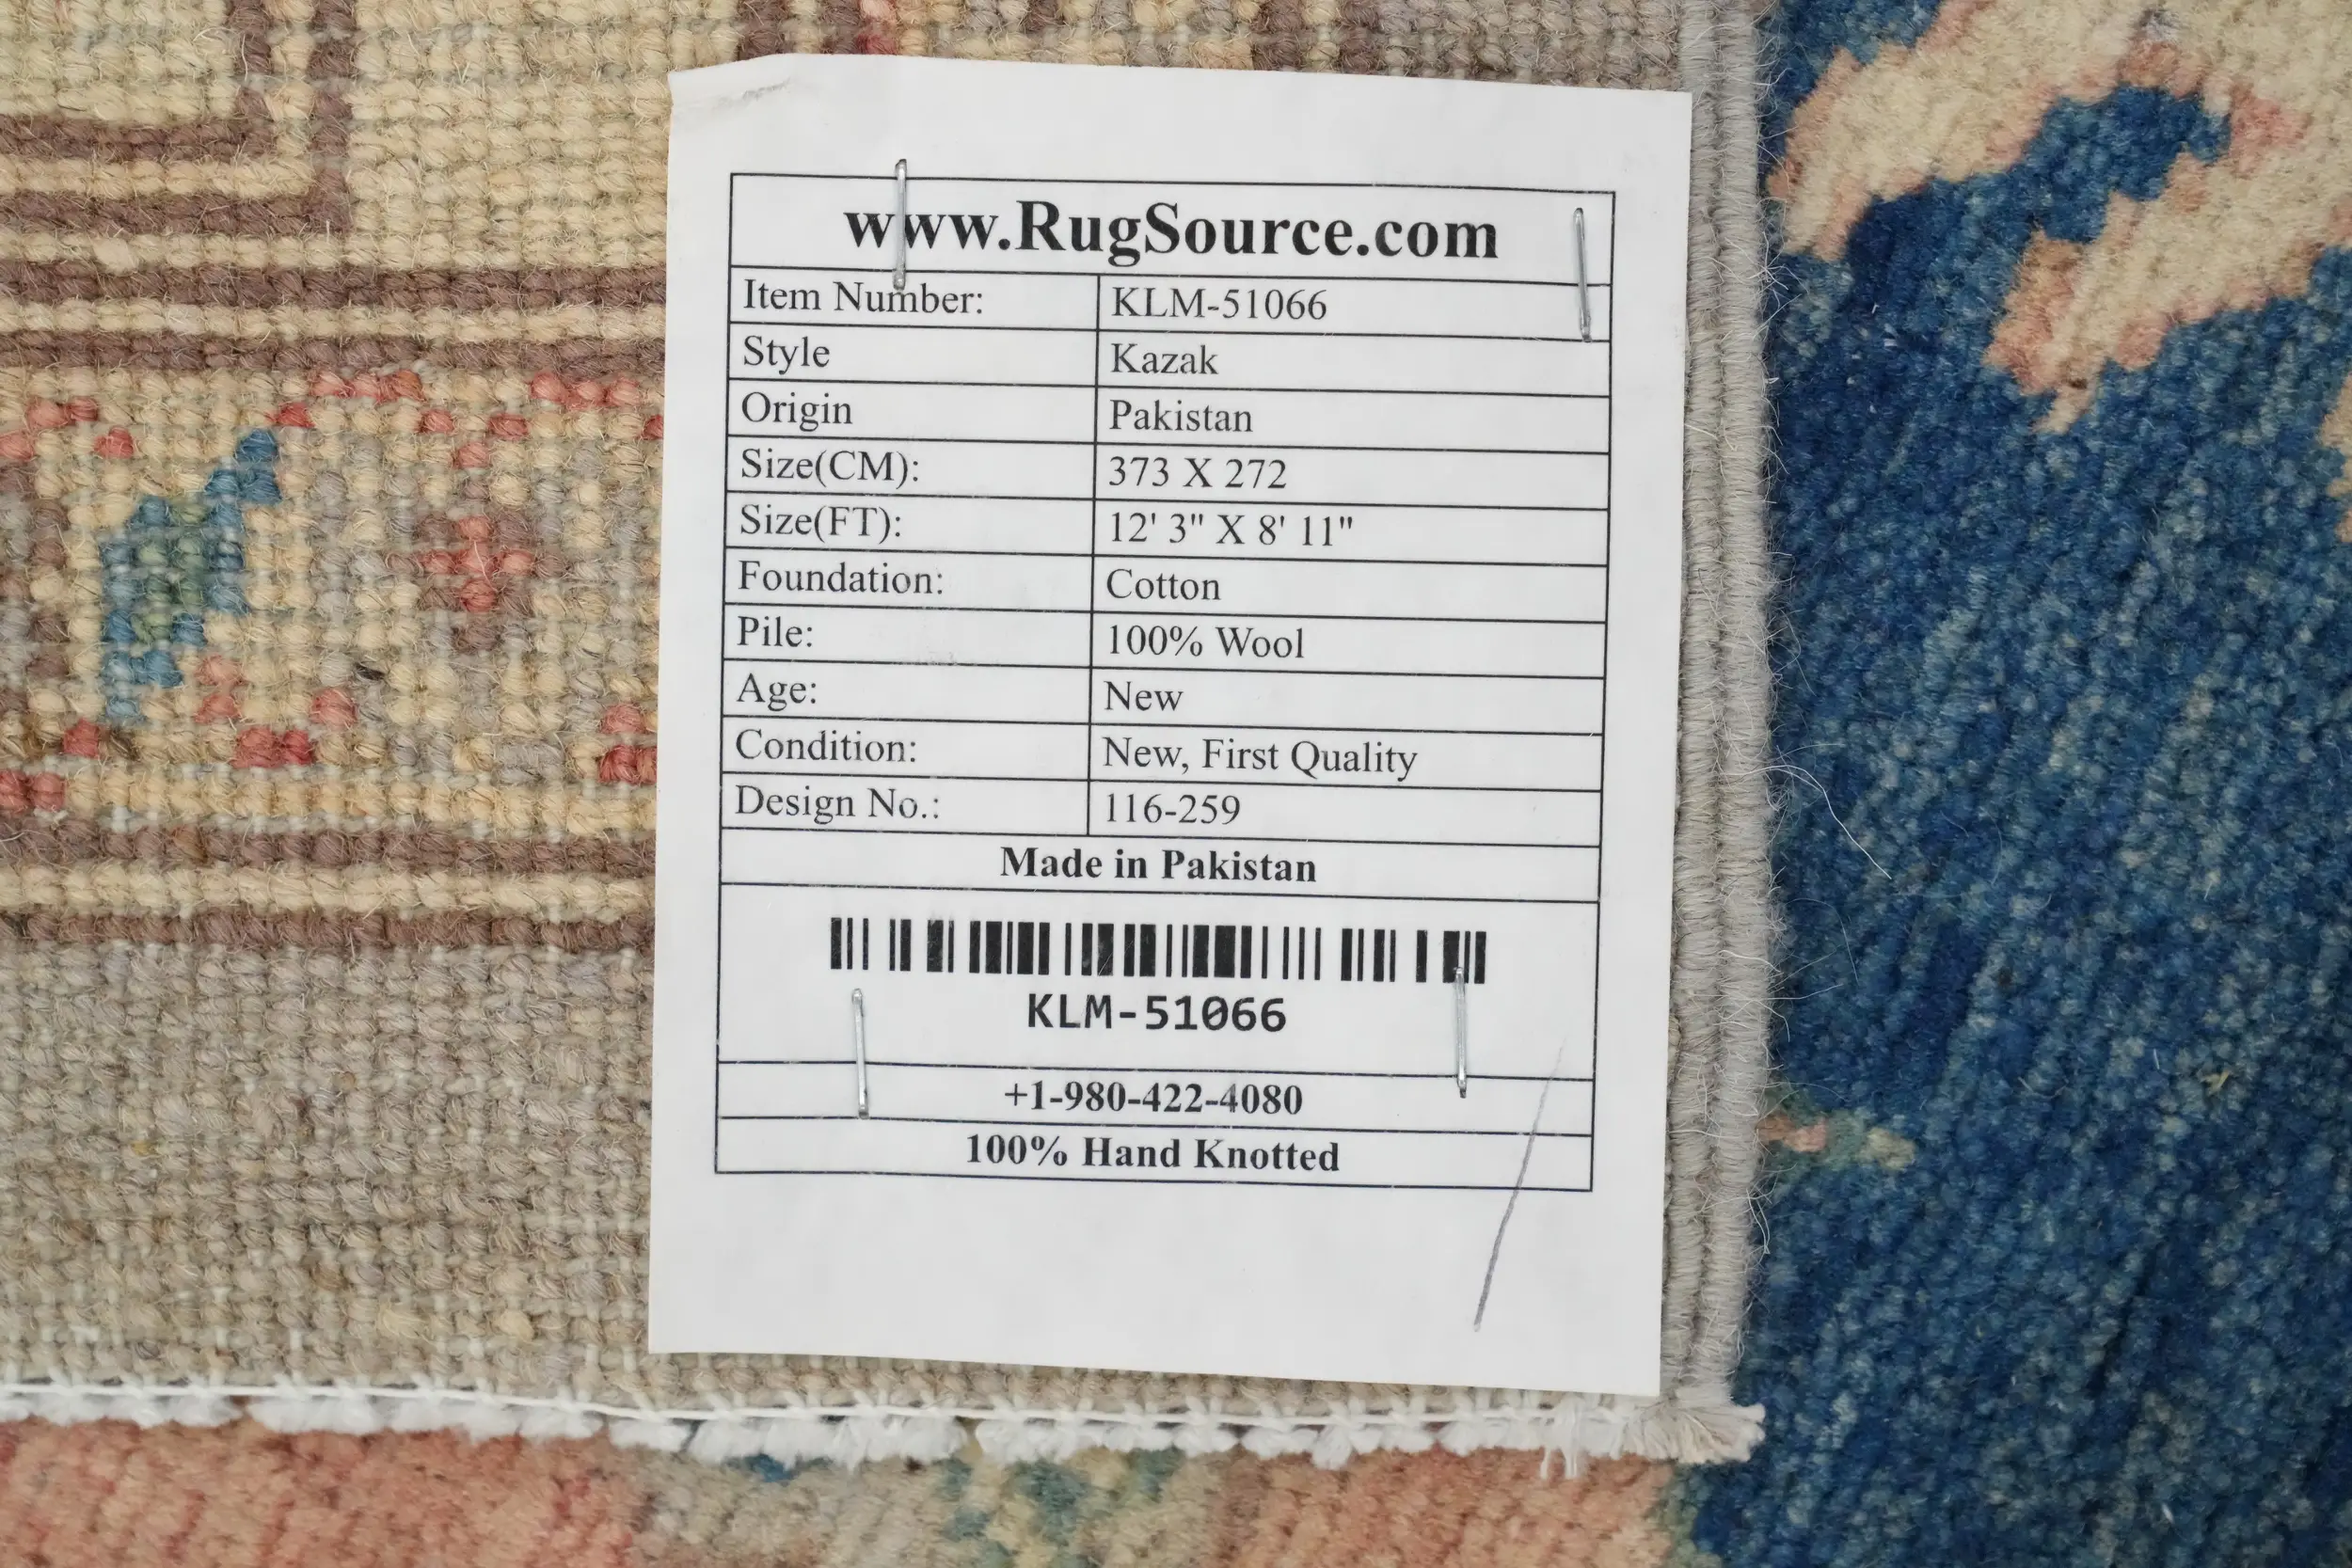 www.RugSource.com
Item Number: KLM-51066
Style Kazak
Origin Pakistan
Size(CM): 373 X 272
Size(FT): 12' 3" X 8' 11"
Foundation: Cotton
Pile: 100% Wool
Age: New
Condition: New, First Quality
Design No.: 116-259
Made in Pakistan
KLM-51066
+1-980-422-4080
100% Hand Knotted